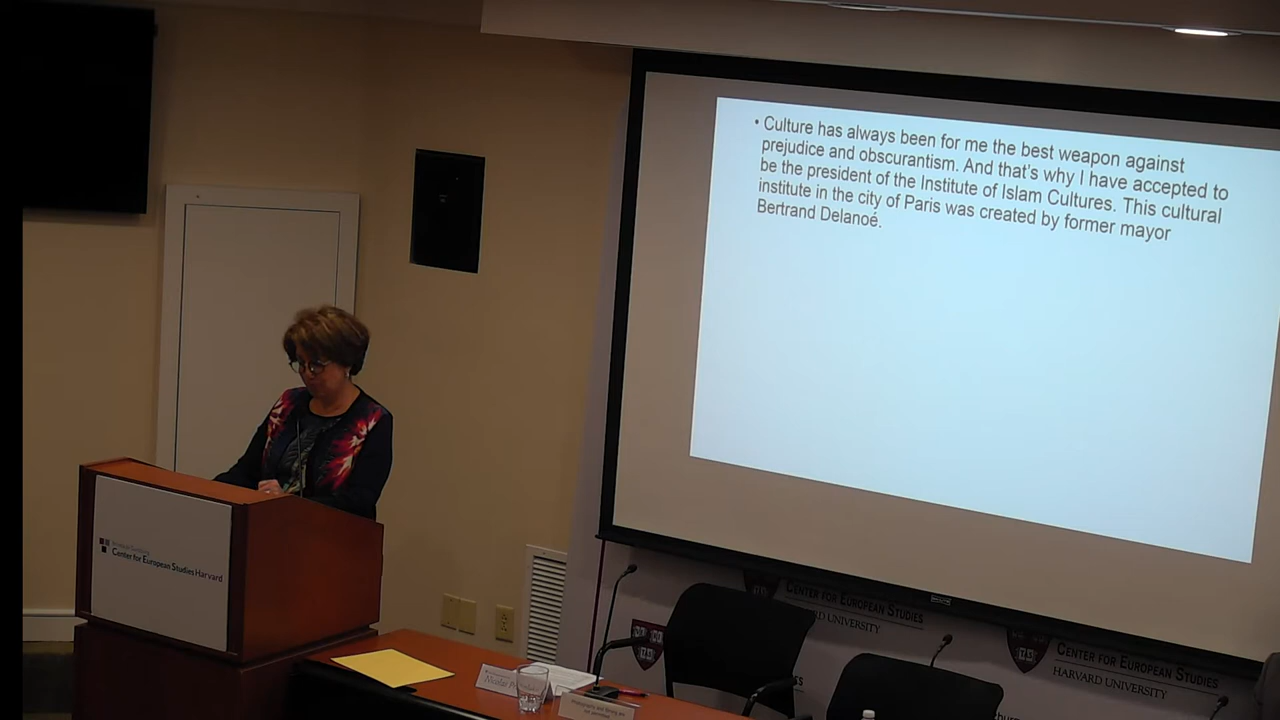 • Culture has always been for me the best weapon against
prejudice and obscurantism. And that's why I have accepted to
be the president of the Institute of Islam Cultures. This cultural
institute in the city of Paris was created by former mayor
Bertrand Delanoé.
Center for European Studies Harvard
CENTER FOR EUROPEAN STUDIES
UNIVERSITY
CENTER FOR EUROPEAN STUDIES
HARVARD UNIVERSITY
Nicolas